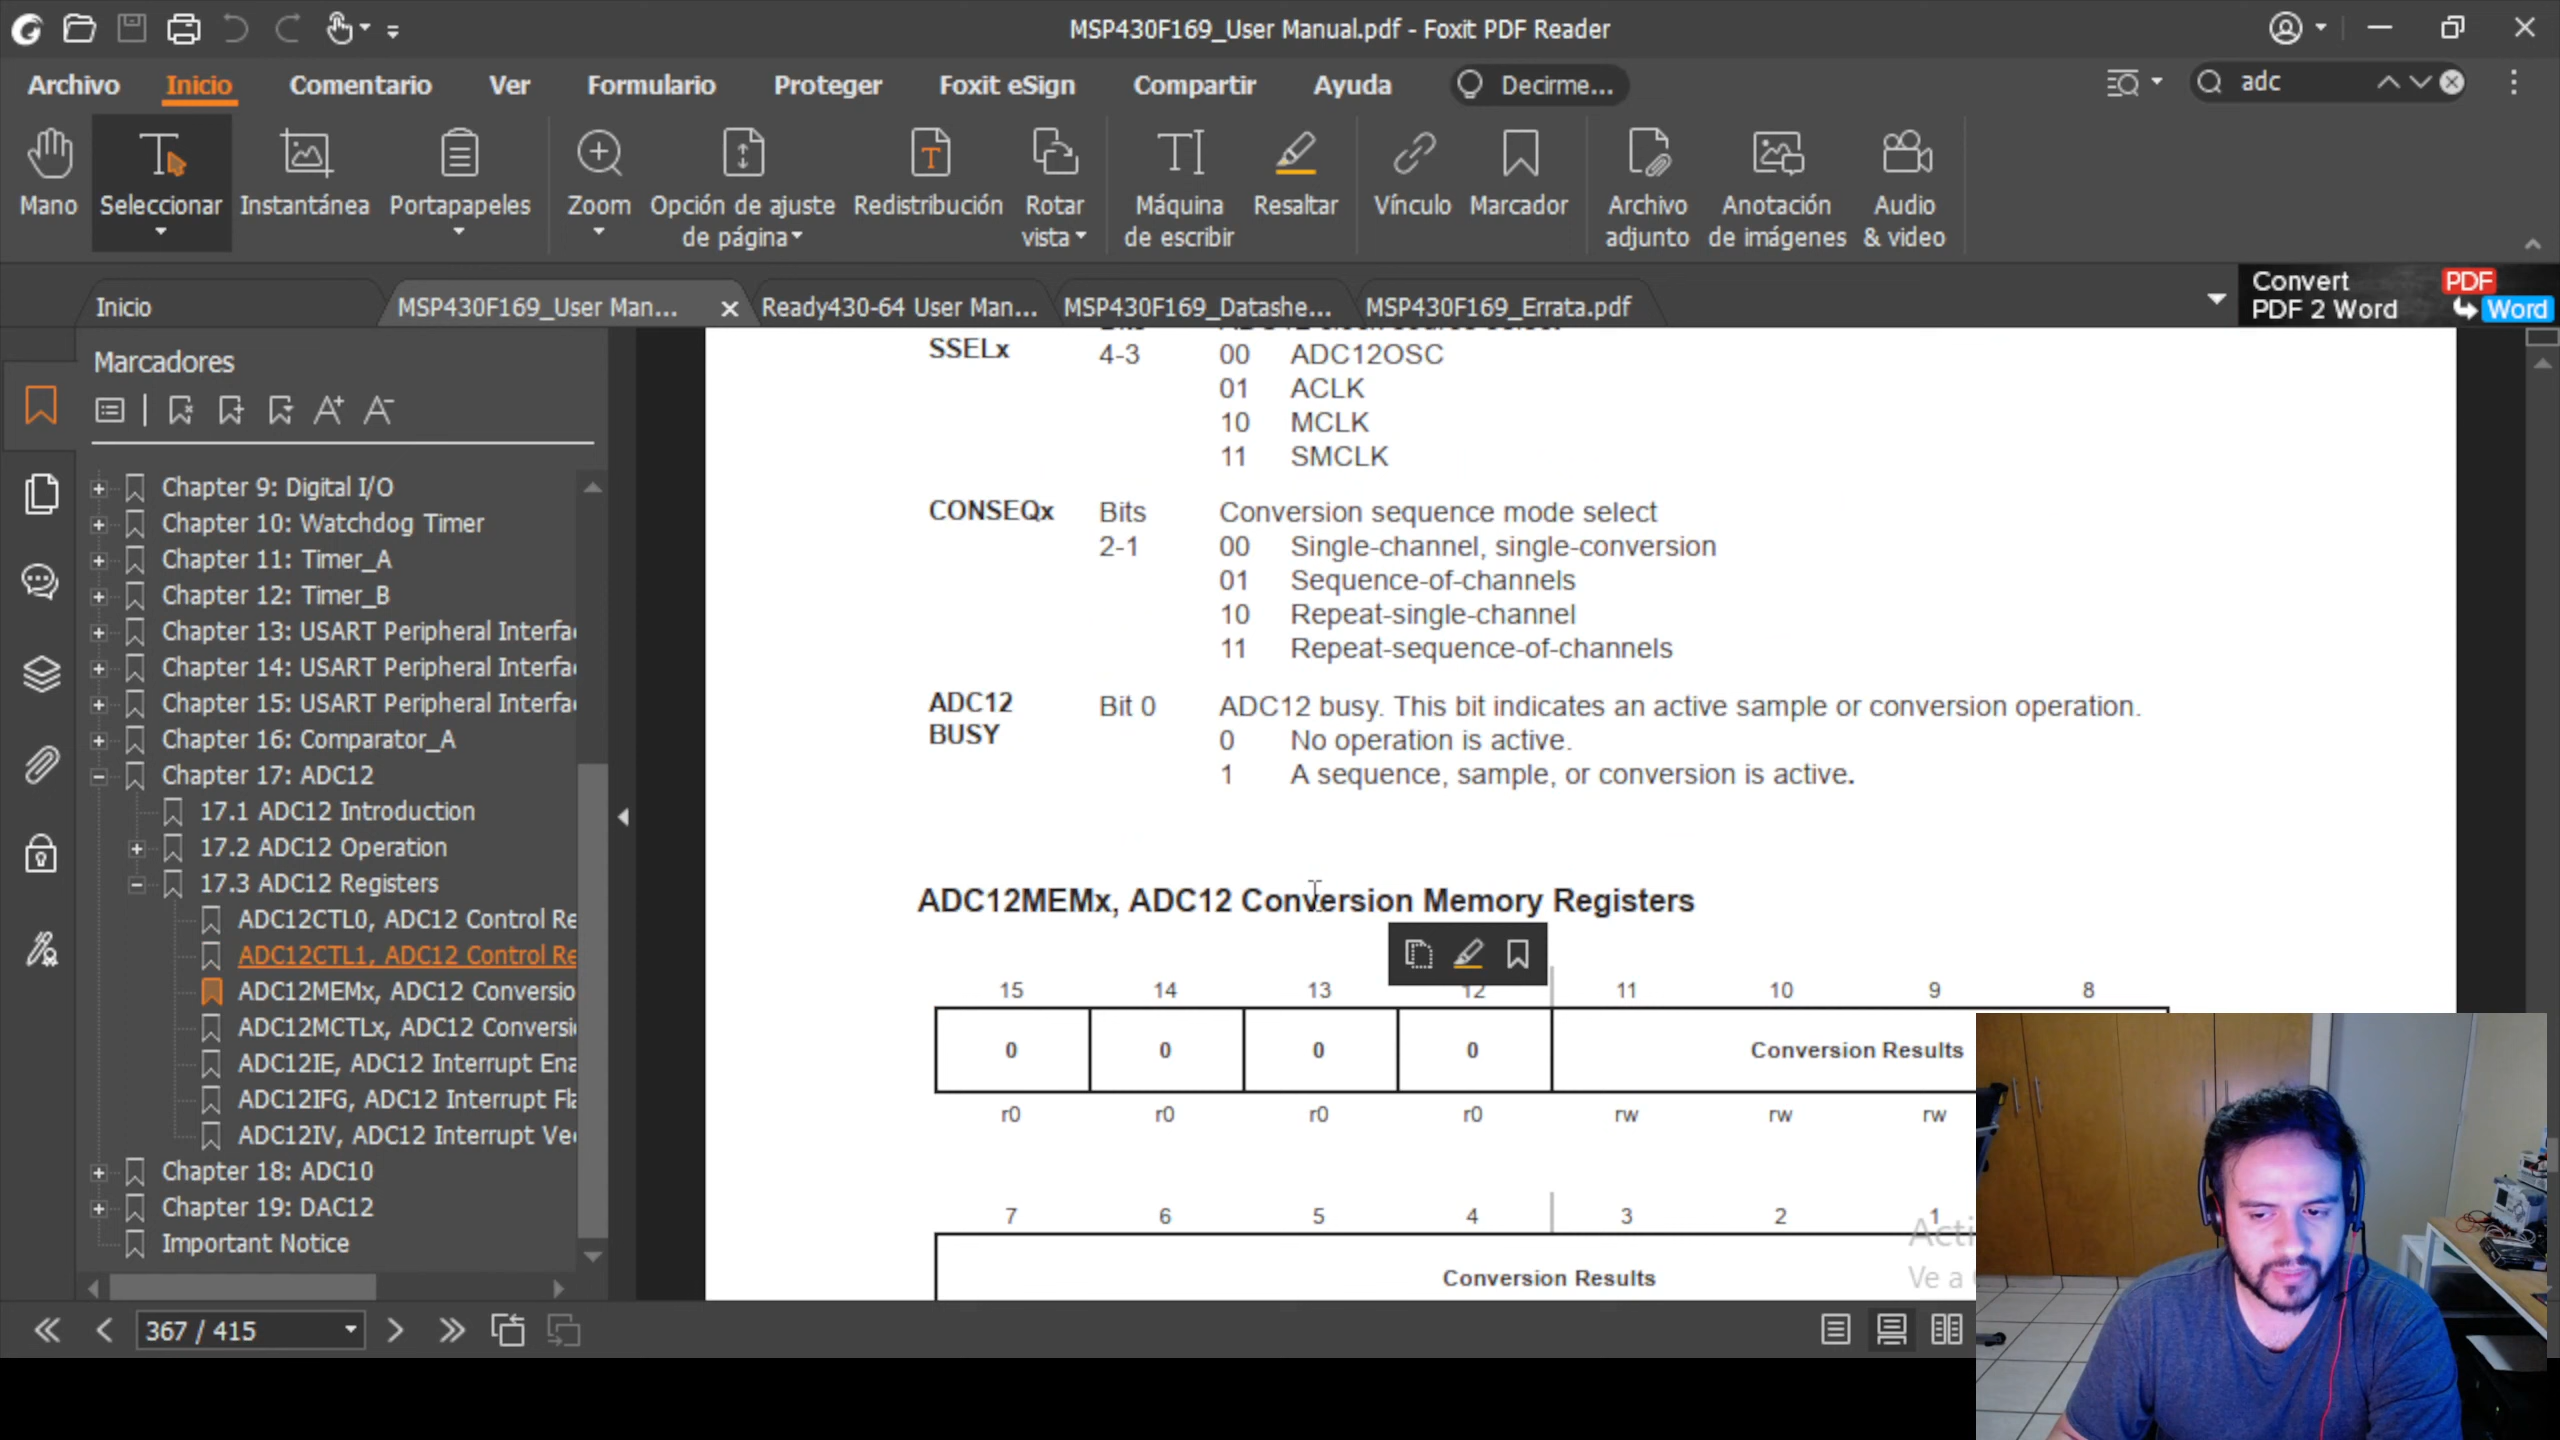 MSP430F169_User Manual.pdf - Foxit PDF Reader
Archivo Inicio Comentario Ver Formulario Proteger Foxit eSign Compartir Ayuda Decirme... adc
Mano Seleccionar Instantánea Portapapeles Zoom Opción de ajuste de página Redistribución Rotar vista Máquina de escribir Resaltar Vínculo Marcador Archivo adjunto Anotación de imágenes Audio & video
Inicio MSP430F169_User Man... Ready430-64 User Man... MSP430F169_Datashe... MSP430F169_Errata.pdf
Convert PDF
PDF 2 Word Word
Marcadores
Chapter 9: Digital I/O
Chapter 10: Watchdog Timer
Chapter 11: Timer_A
Chapter 12: Timer_B
Chapter 13: USART Peripheral Interfa
Chapter 14: USART Peripheral Interfa
Chapter 15: USART Peripheral Interfa
Chapter 16: Comparator_A
Chapter 17: ADC12
17.1 ADC12 Introduction
17.2 ADC12 Operation
17.3 ADC12 Registers
ADC12CTL0, ADC12 Control Re
ADC12CTL1, ADC12 Control Re
ADC12MEMx, ADC12 Conversio
ADC12MCTLx, ADC12 Conversi
ADC12IE, ADC12 Interrupt Ena
ADC12IFG, ADC12 Interrupt Fla
ADC12IV, ADC12 Interrupt Ve
Chapter 18: ADC10
Chapter 19: DAC12
Important Notice
SSELx 4-3 00 ADC12OSC
01 ACLK
10 MCLK
11 SMCLK
CONSEQx Bits Conversion sequence mode select
2-1 00 Single-channel, single-conversion
01 Sequence-of-channels
10 Repeat-single-channel
11 Repeat-sequence-of-channels
ADC12 Bit 0 ADC12 busy. This bit indicates an active sample or conversion operation.
BUSY 0 No operation is active.
1 A sequence, sample, or conversion is active.
ADC12MEMx, ADC12 Conversion Memory Registers
15 14 13 12 11 10 9 8
0 0 0 0 Conversion Results
r0 r0 r0 r0 rw rw rw
7 6 5 4 3 2 1
Conversion Results
Acti
Ve a
367 / 415